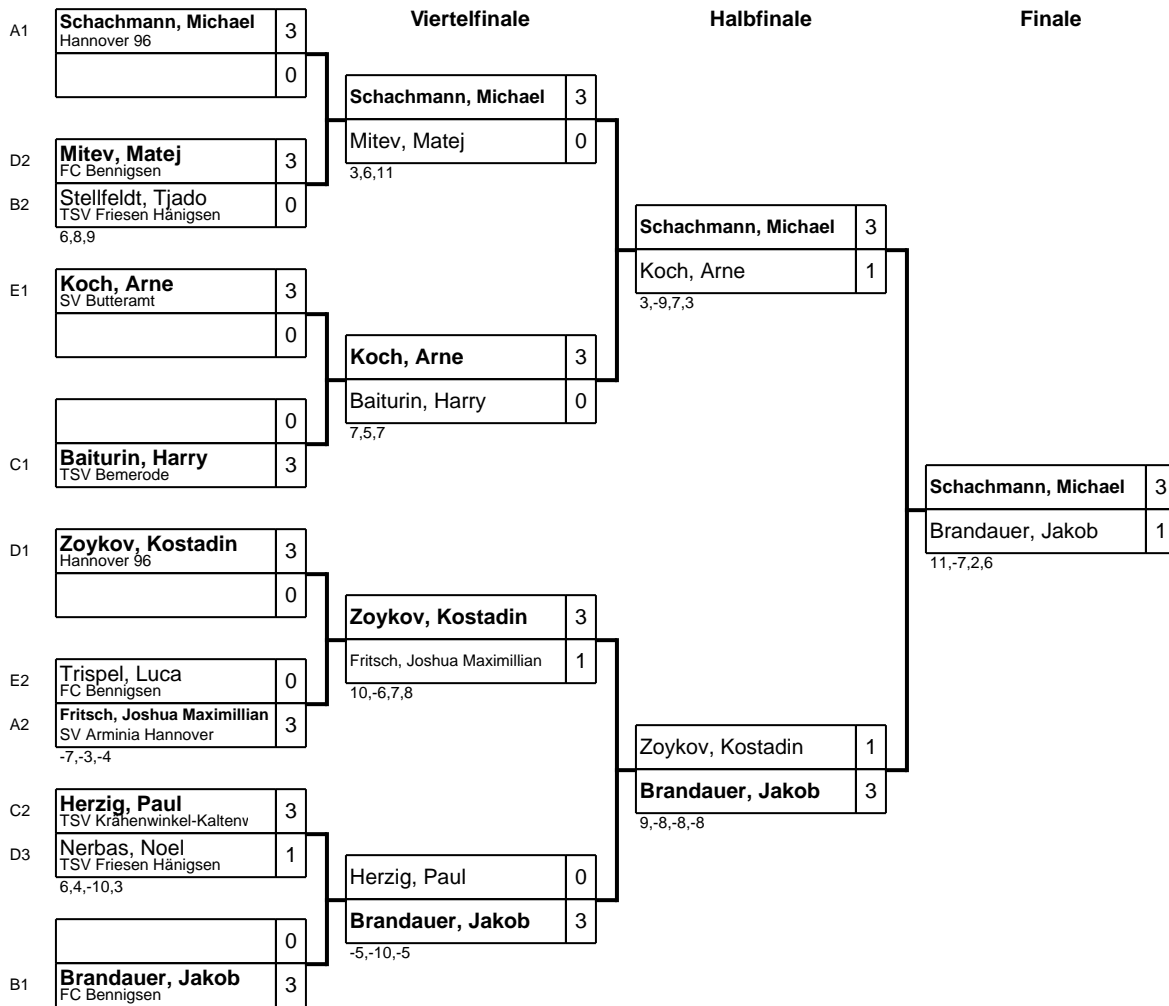 Viertelfinale
Halbfinale
Finale
A1
Schachmann, Michael 3
Hannover 96
0
D2
Mitev, Matej 3
FC Bennigsen
B2
Stellfeldt, Tjado 0
TSV Friesen Hänigsen
6,8,9
E1
Koch, Arne 3
SV Butteramt
0
0
C1
Baiturin, Harry 3
TSV Bemerode
D1
Zoykov, Kostadin 3
Hannover 96
0
E2
Trispel, Luca 0
FC Bennigsen
A2
Fritsch, Joshua Maximillian 3
SV Arminia Hannover
-7,-3,-4
C2
Herzig, Paul 3
TSV Krähenwinkel-Kaltenw
D3
Nerbas, Noel 1
TSV Friesen Hänigsen
6,4,-10,3
0
B1
Brandauer, Jakob 3
FC Bennigsen
Schachmann, Michael 3
Mitev, Matej 0
3,6,11
Koch, Arne 3
Baiturin, Harry 0
7,5,7
Zoykov, Kostadin 3
Fritsch, Joshua Maximillian 1
10,-6,7,8
Herzig, Paul 0
Brandauer, Jakob 3
-5,-10,-5
Schachmann, Michael 3
Koch, Arne 1
3,-9,7,3
Zoykov, Kostadin 1
Brandauer, Jakob 3
9,-8,-8,-8
Schachmann, Michael 3
Brandauer, Jakob 1
11,-7,2,6